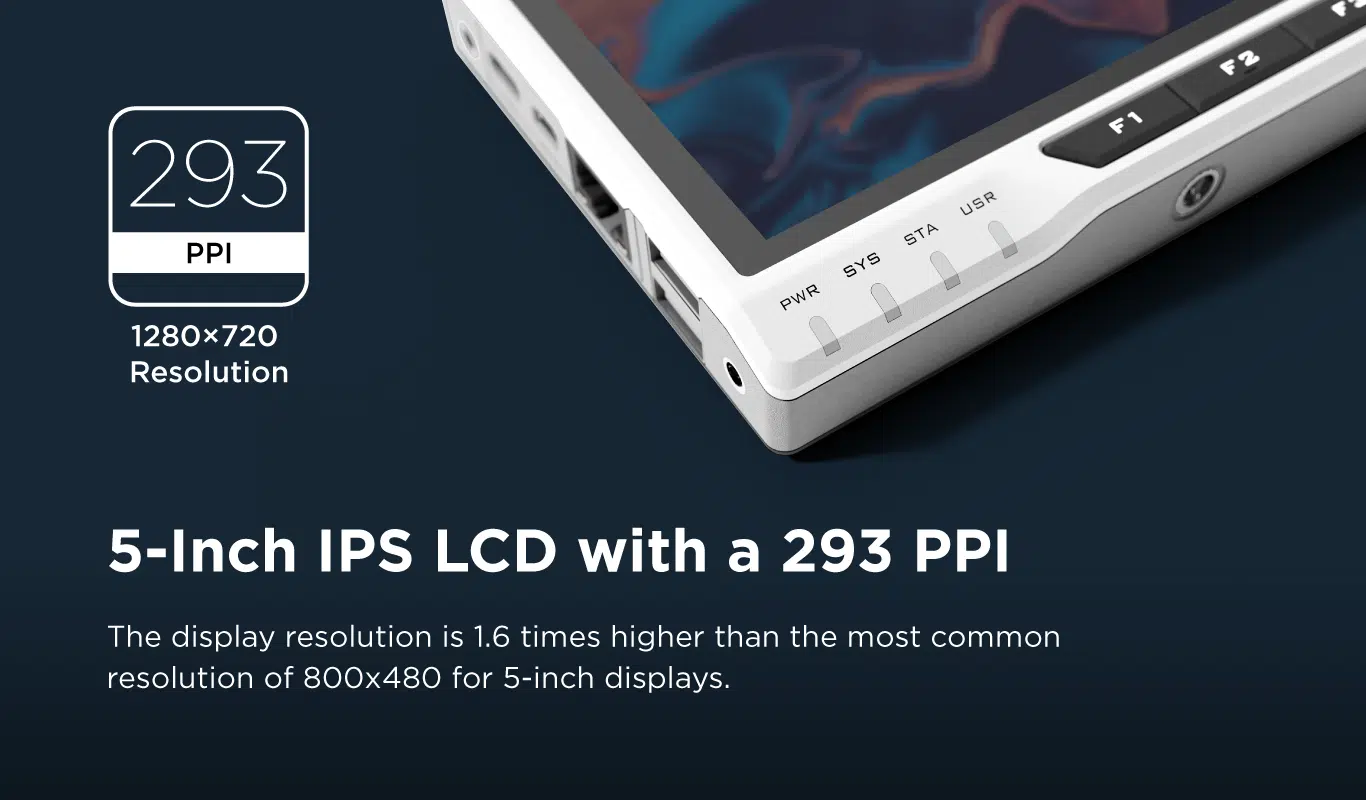 293
PPI
1280×720
Resolution
PWR
SYS
STA
USR
F1
F2
5-Inch IPS LCD with a 293 PPI
The display resolution is 1.6 times higher than the most common
resolution of 800x480 for 5-inch displays.